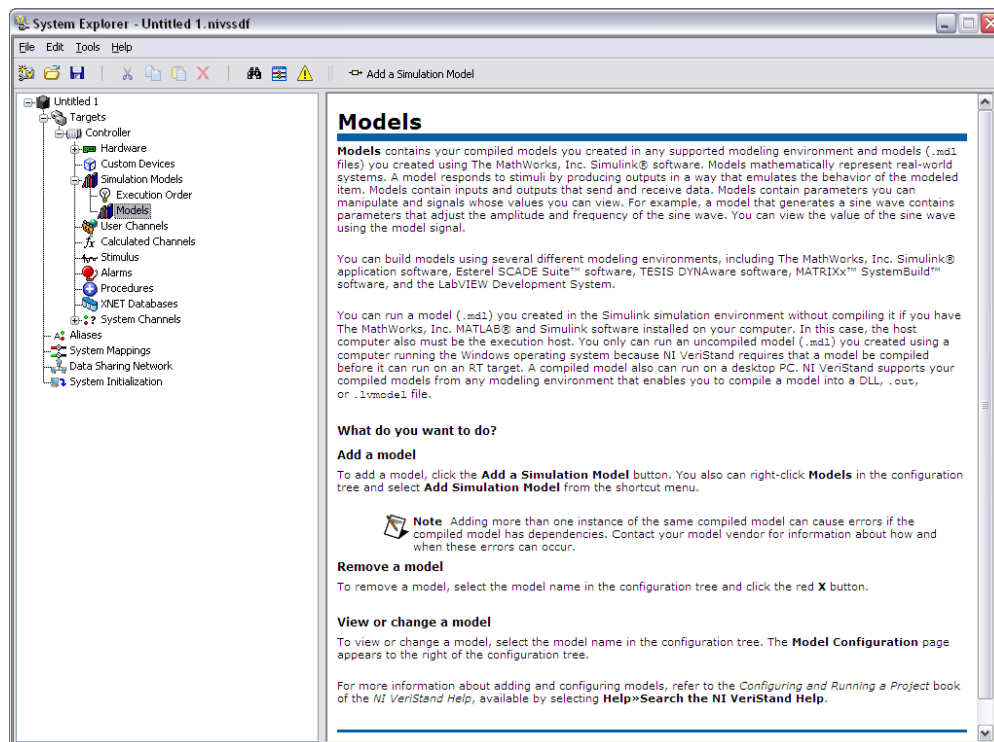 System Explorer - Untitled 1.nivssdf
File Edit Tools Help
Add a Simulation Model
Untitled 1
Targets
Controller
Hardware
Custom Devices
Simulation Models
Execution Order
Models
User Channels
Calculated Channels
Stimulus
Alarms
Procedures
XNET Databases
System Channels
Aliases
System Mappings
Data Sharing Network
System Initialization
Models
Models contains your compiled models you created in any supported modeling environment and models (.mdl
files) you created using The MathWorks, Inc. Simulink® software. Models mathematically represent real-world
systems. A model responds to stimuli by producing outputs in a way that emulates the behavior of the modeled
item. Models contain inputs and outputs that send and receive data. Models contain parameters you can
manipulate and signals whose values you can view. For example, a model that generates a sine wave contains
parameters that adjust the amplitude and frequency of the sine wave. You can view the value of the sine wave
using the model signal.
You can build models using several different modeling environments, including The MathWorks, Inc. Simulink®
application software, Esterel SCADE Suite™ software, TESIS DYNAware software, MATRIXx™ SystemBuild™
software, and the LabVIEW Development System.
You can run a model (.mdl) you created in the Simulink simulation environment without compiling it if you have
The MathWorks, Inc. MATLAB® and Simulink software installed on your computer. In this case, the host
computer also must be the execution host. You only can run an uncompiled model (.mdl) you created using a
computer running the Windows operating system because NI VeriStand requires that a model be compiled
before it can run on an RT target. A compiled model also can run on a desktop PC. NI VeriStand supports your
compiled models from any modeling environment that enables you to compile a model into a DLL, .out,
or .lvmodel file.
What do you want to do?
Add a model
To add a model, click the Add a Simulation Model button. You also can right-click Models in the configuration
tree and select Add Simulation Model from the shortcut menu.
Note Adding more than one instance of the same compiled model can cause errors if the
compiled model has dependencies. Contact your model vendor for information about how and
when these errors can occur.
Remove a model
To remove a model, select the model name in the configuration tree and click the red X button.
View or change a model
To view or change a model, select the model name in the configuration tree. The Model Configuration page
appears to the right of the configuration tree.
For more information about adding and configuring models, refer to the Configuring and Running a Project book
of the NI VeriStand Help, available by selecting Help»Search the NI VeriStand Help.